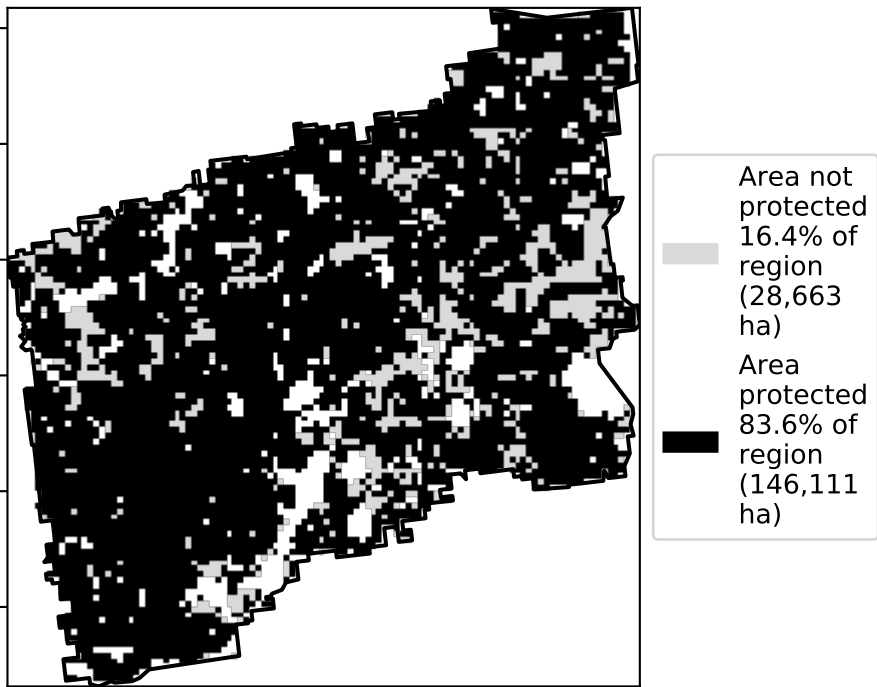 Area not
protected
16.4% of
region
(28,663
ha)
Area
protected
83.6% of
region
(146,111
ha)